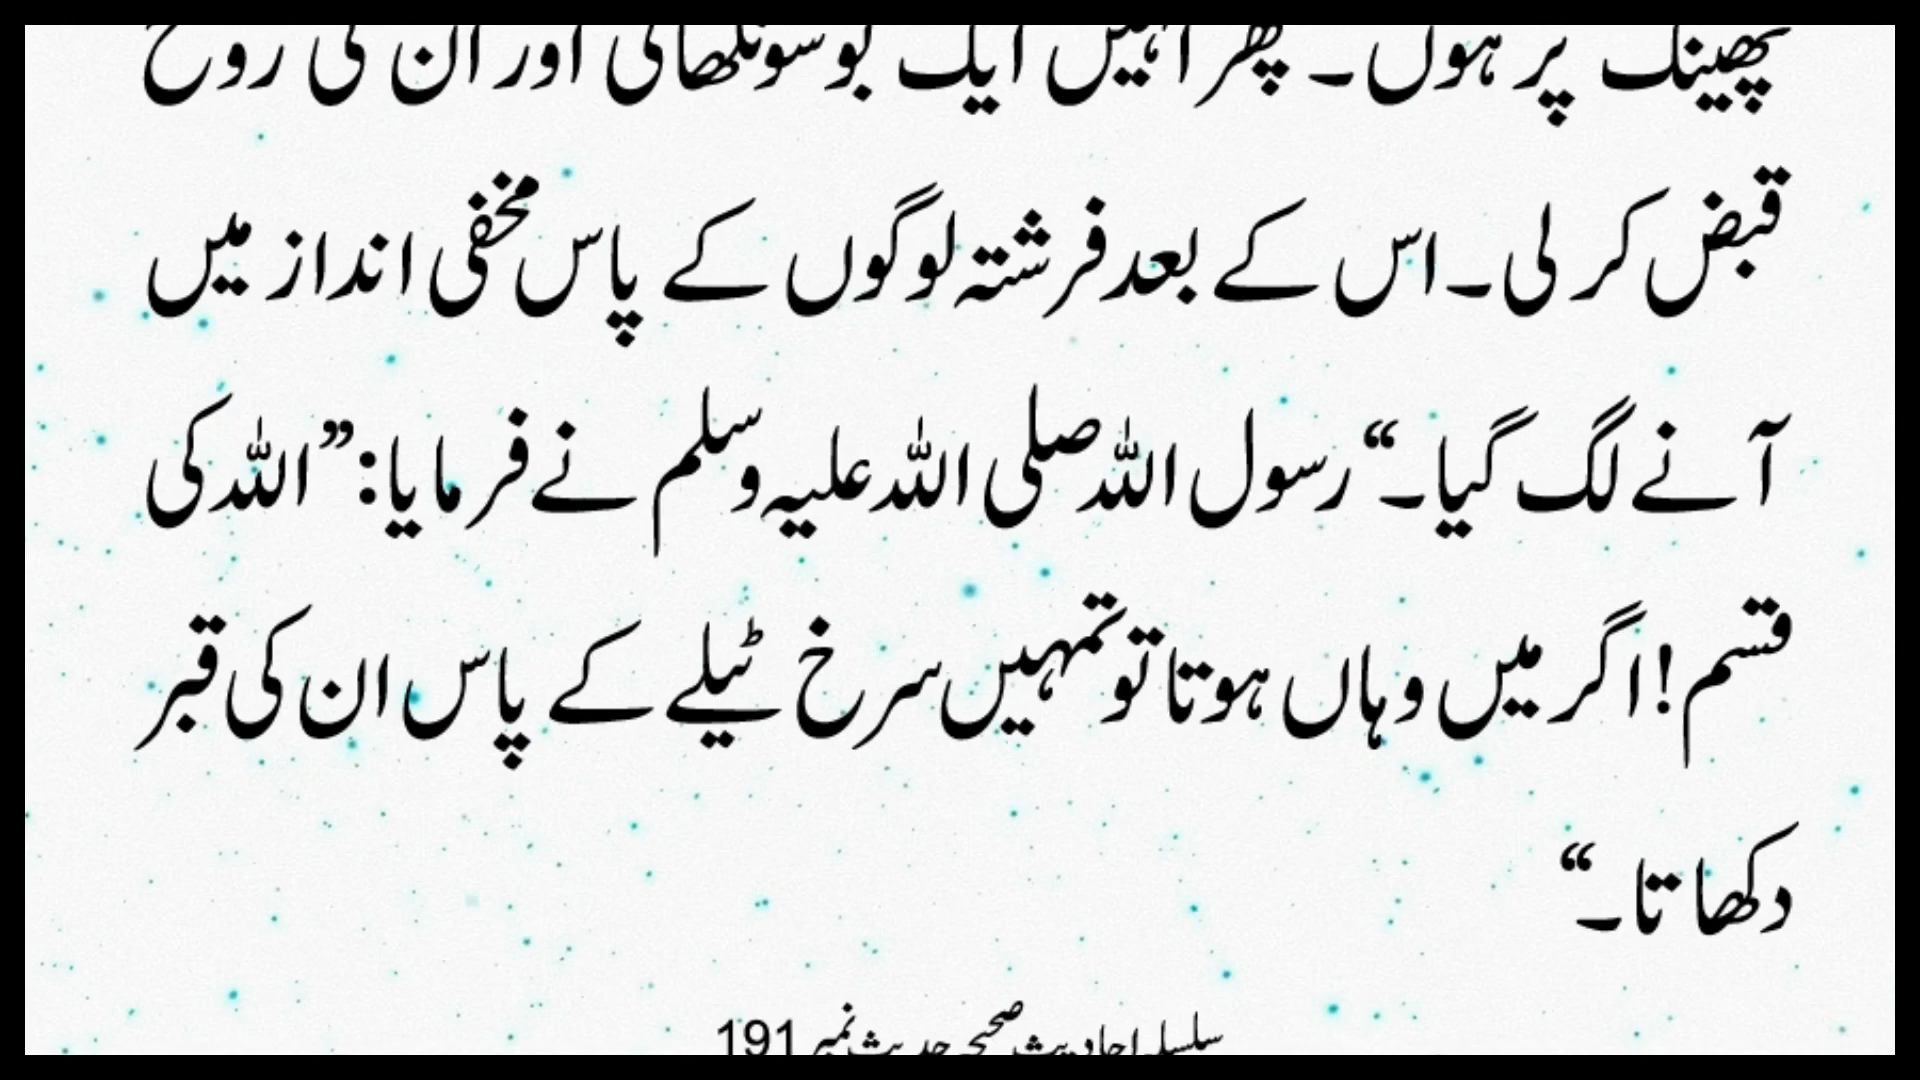 پھینک پر ہوں۔ پھر انہیں ایک بو سونگھائی اور ان کی روح
قبض کر لی۔ اس کے بعد فرشتہ لوگوں کے پاس مخفی انداز میں
آنے لگ گیا۔“ رسول اللہ صلی اللہ علیہ وسلم نے فرمایا: ”اللہ کی
قسم! اگر میں وہاں ہوتا تو تمہیں سرخ ٹیلے کے پاس ان کی قبر
دکھاتا۔“
سلسلہ احادیث صحیحہ حدیث نمبر 191